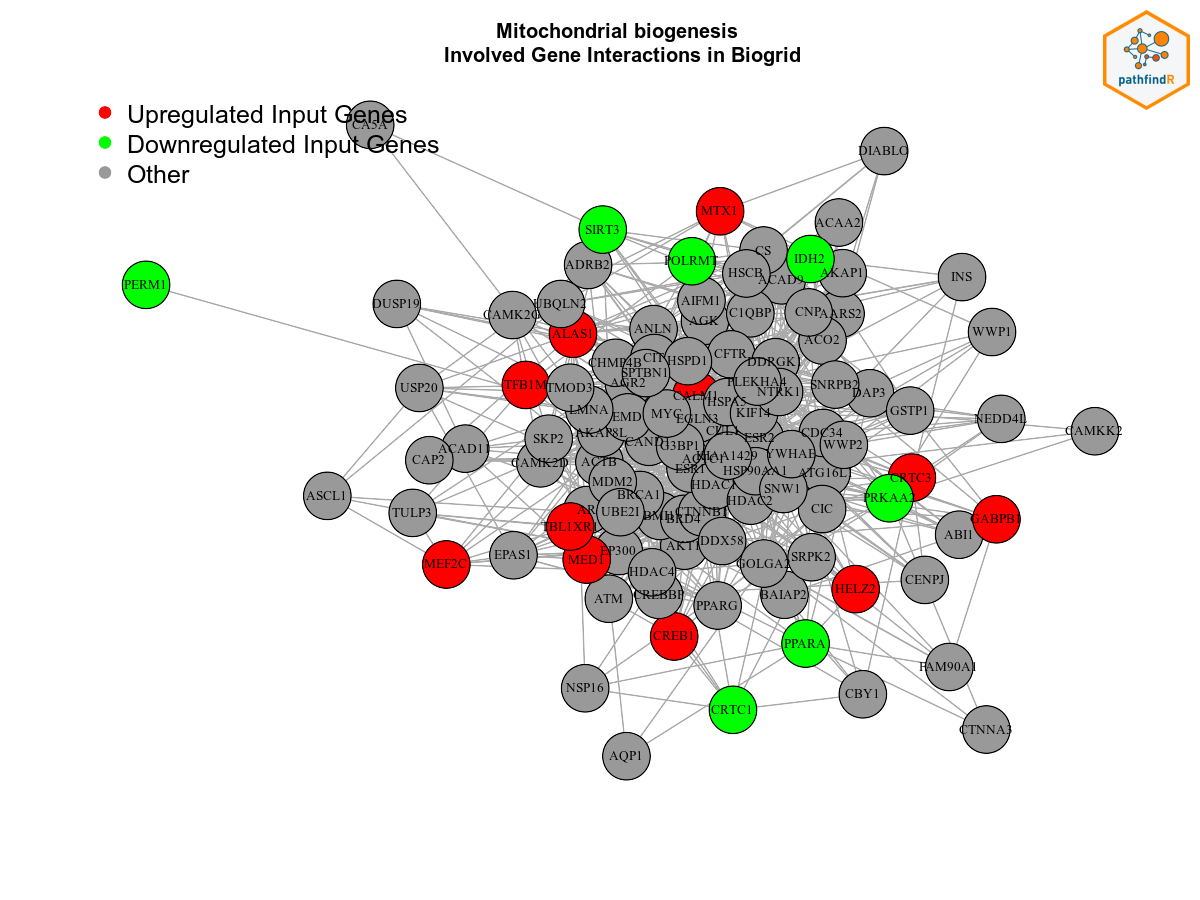 Mitochondrial biogenesis
Involved Gene Interactions in Biogrid
pathfindR
Upregulated Input Genes
Downregulated Input Genes
Other
CA5A
DIABLO
MTX1
ACAA2
SIRT3
CS
POLRMT
IDH2
ADRB2
HSCB
AKAP1
ACAD9
INS
PERM1
DUSP19
UBQLN2
AIFM1
CAMK2G
C1QBP
CNP
AARS2
AGK
ANLN
WWP1
ALAS1
ACO2
CIT
HSPD1
CFTR
CHMP4B
DDRGK
SPTBN1
AGR2
PLEKHA4
TFB1M
TMOD3
USP20
SNRPB2
NTRK1
DAP3
CALM1
HSPA5
LMNA
EMD
MYC
EGLN3
KIF14
GSTP1
NEDD4L
CAMKK2
AKAP8L
SKP2
CAND1
G3BP1
ESR2
CDC34
WWP2
ACAD11
CAP2
CAMK2D
ACTB
ESR1
KIAA1429
YWHAE
HSP90AA1
ATG16L
CRTC3
MDM2
HDAC1
SNW1
PRKAA2
ASCL1
BRCA1
HDAC2
TULP3
AR
UBE2I
BMI1
BRD4
CTNNB1
CIC
GABPB1
TBL1XR1
ABI1
DDX58
EPAS1
EP300
AKT1
MEF2C
MED1
HDAC4
GOLGA2
SRPK2
CENPJ
ATM
CREBBP
PPARG
BAIAP2
HELZ2
CREB1
PPARA
FAM90A1
NSP16
CBY1
CRTC1
CTNNA3
AQP1